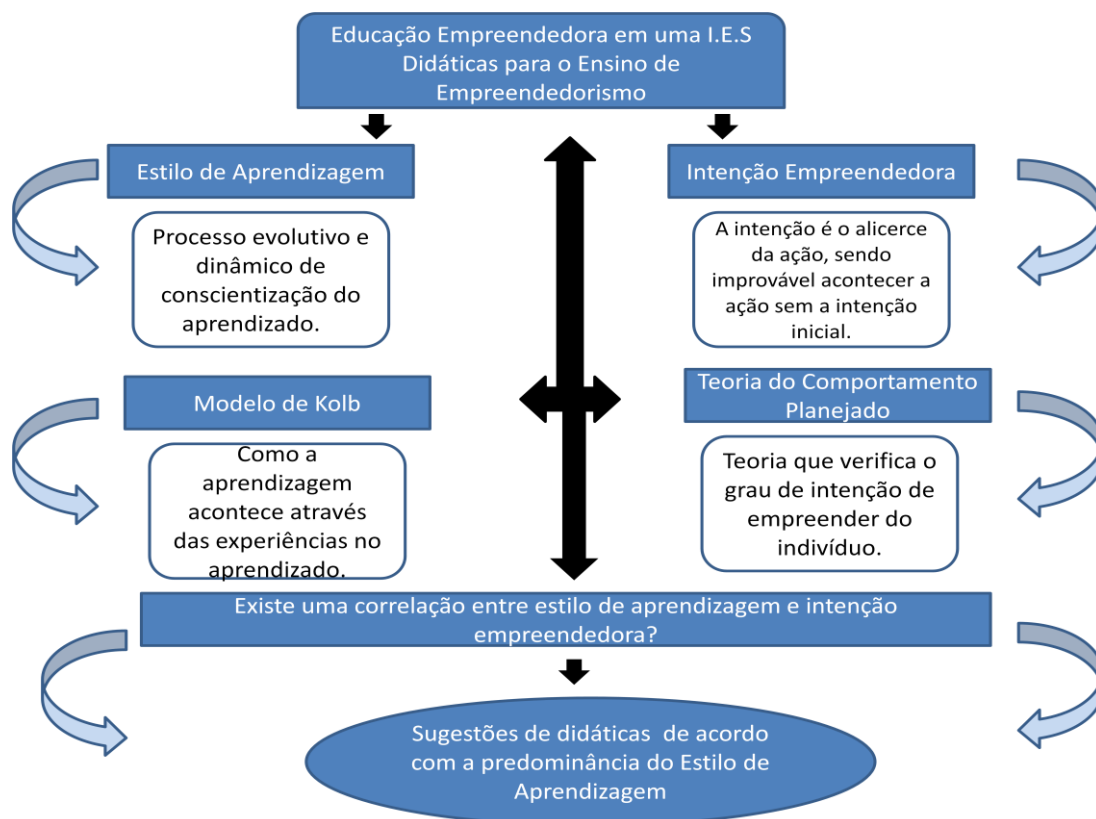 Educação Empreendedora em uma I.E.S
Didáticas para o Ensino de
Empreendedorismo
Estilo de Aprendizagem
Intenção Empreendedora
Processo evolutivo e
dinâmico de
conscientização do
aprendizado.
A intenção é o alicerce
da ação, sendo
improvável acontecer a
ação sem a intenção
inicial.
Modelo de Kolb
Teoria do Comportamento
Planejado
Como a
aprendizagem
acontece através
das experiências no
aprendizado.
Teoria que verifica o
grau de intenção de
empreender do
indivíduo.
Existe uma correlação entre estilo de aprendizagem e intenção
empreendedora?
Sugestões de didáticas de acordo
com a predominância do Estilo de
Aprendizagem